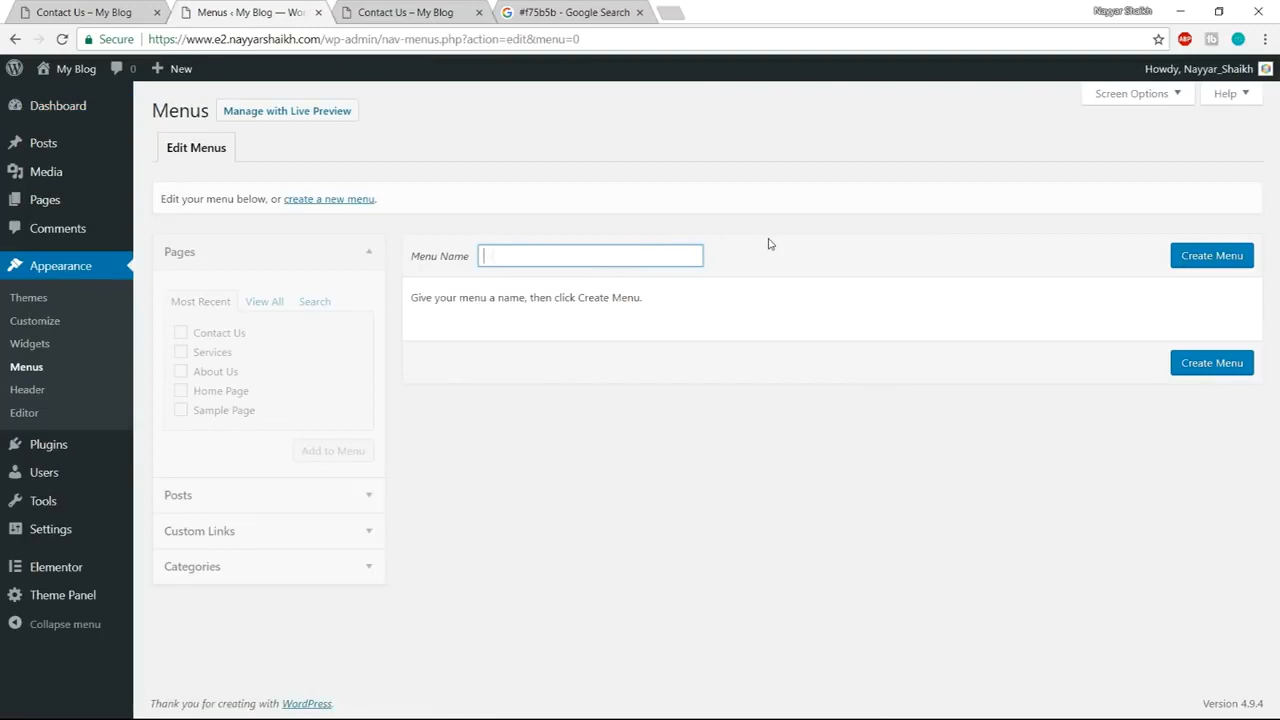 Contact Us – My Blog
Menus ‹ My Blog — Wor
Contact Us – My Blog
#f75b5b - Google Search
Nayyar Shaikh
Secure
https://www.e2.nayyarshaikh.com/wp-admin/nav-menus.php?action=edit&menu=0
ABP
My Blog
0
New
Howdy, Nayyar_Shaikh
Screen Options
Help
Dashboard
Posts
Media
Pages
Comments
Appearance
Themes
Customize
Widgets
Menus
Header
Editor
Plugins
Users
Tools
Settings
Elementor
Theme Panel
Collapse menu
Menus
Manage with Live Preview
Edit Menus
Edit your menu below, or create a new menu.
Pages
Most Recent
View All
Search
Contact Us
Services
About Us
Home Page
Sample Page
Add to Menu
Posts
Custom Links
Categories
Menu Name
Create Menu
Give your menu a name, then click Create Menu.
Create Menu
Thank you for creating with WordPress.
Version 4.9.4